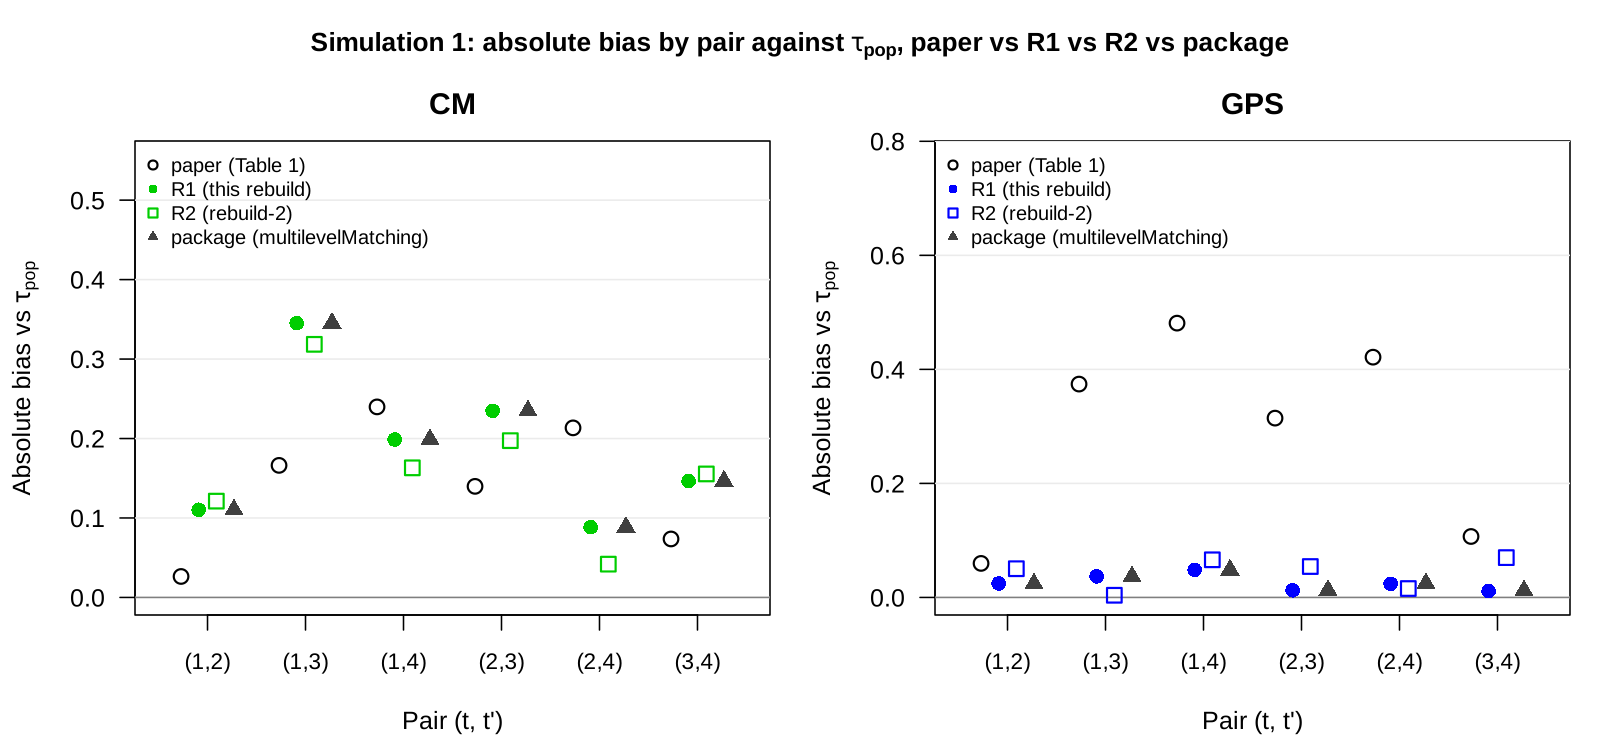 Simulation 1: absolute bias by pair against τpop, paper vs R1 vs R2 vs package
CM
paper (Table 1)
R1 (this rebuild)
R2 (rebuild-2)
package (multilevelMatching)
Absolute bias vs τpop
0.5
0.4
0.3
0.2
0.1
0.0
(1,2) (1,3) (1,4) (2,3) (2,4) (3,4)
Pair (t, t')
GPS
paper (Table 1)
R1 (this rebuild)
R2 (rebuild-2)
package (multilevelMatching)
Absolute bias vs τpop
0.8
0.6
0.4
0.2
0.0
(1,2) (1,3) (1,4) (2,3) (2,4) (3,4)
Pair (t, t')